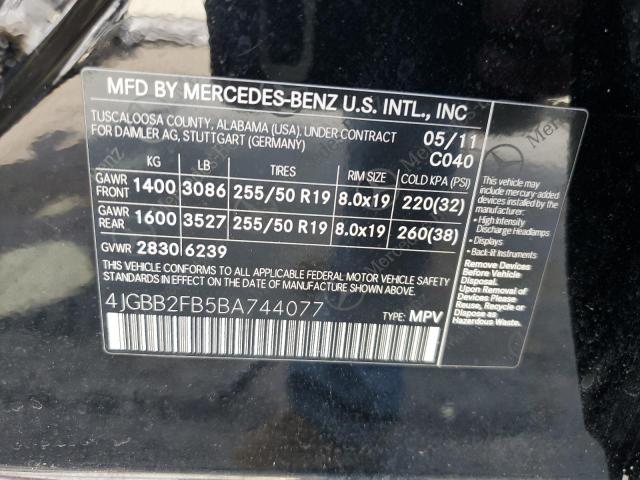 MFD BY MERCEDES-BENZ U.S. INTL., INC
TUSCALOOSA COUNTY, ALABAMA (USA), UNDER CONTRACT 05/11
FOR DAIMLER AG, STUTTGART (GERMANY) C040
KG LB TIRES RIM SIZE COLD KPA (PSI)
GAWR FRONT 1400 3086 255/50 R19 8.0x19 220(32)
GAWR REAR 1600 3527 255/50 R19 8.0x19 260(38)
GVWR 2830 6239
THIS VEHICLE CONFORMS TO ALL APPLICABLE FEDERAL MOTOR VEHICLE SAFETY
STANDARDS IN EFFECT ON THE DATE OF MANUFACTURE SHOWN ABOVE.
4JGBB2FB5BA744077
TYPE: MPV
This vehicle may
include mercury-added
devices installed by
the manufacturer:
• High Intensity
Discharge Headlamps
• Displays
• Back-lit Instruments
Remove Devices
Before Vehicle
Disposal.
Upon Removal of
Devices Please
Reuse, Recycle or
Dispose as
Hazardous Waste.